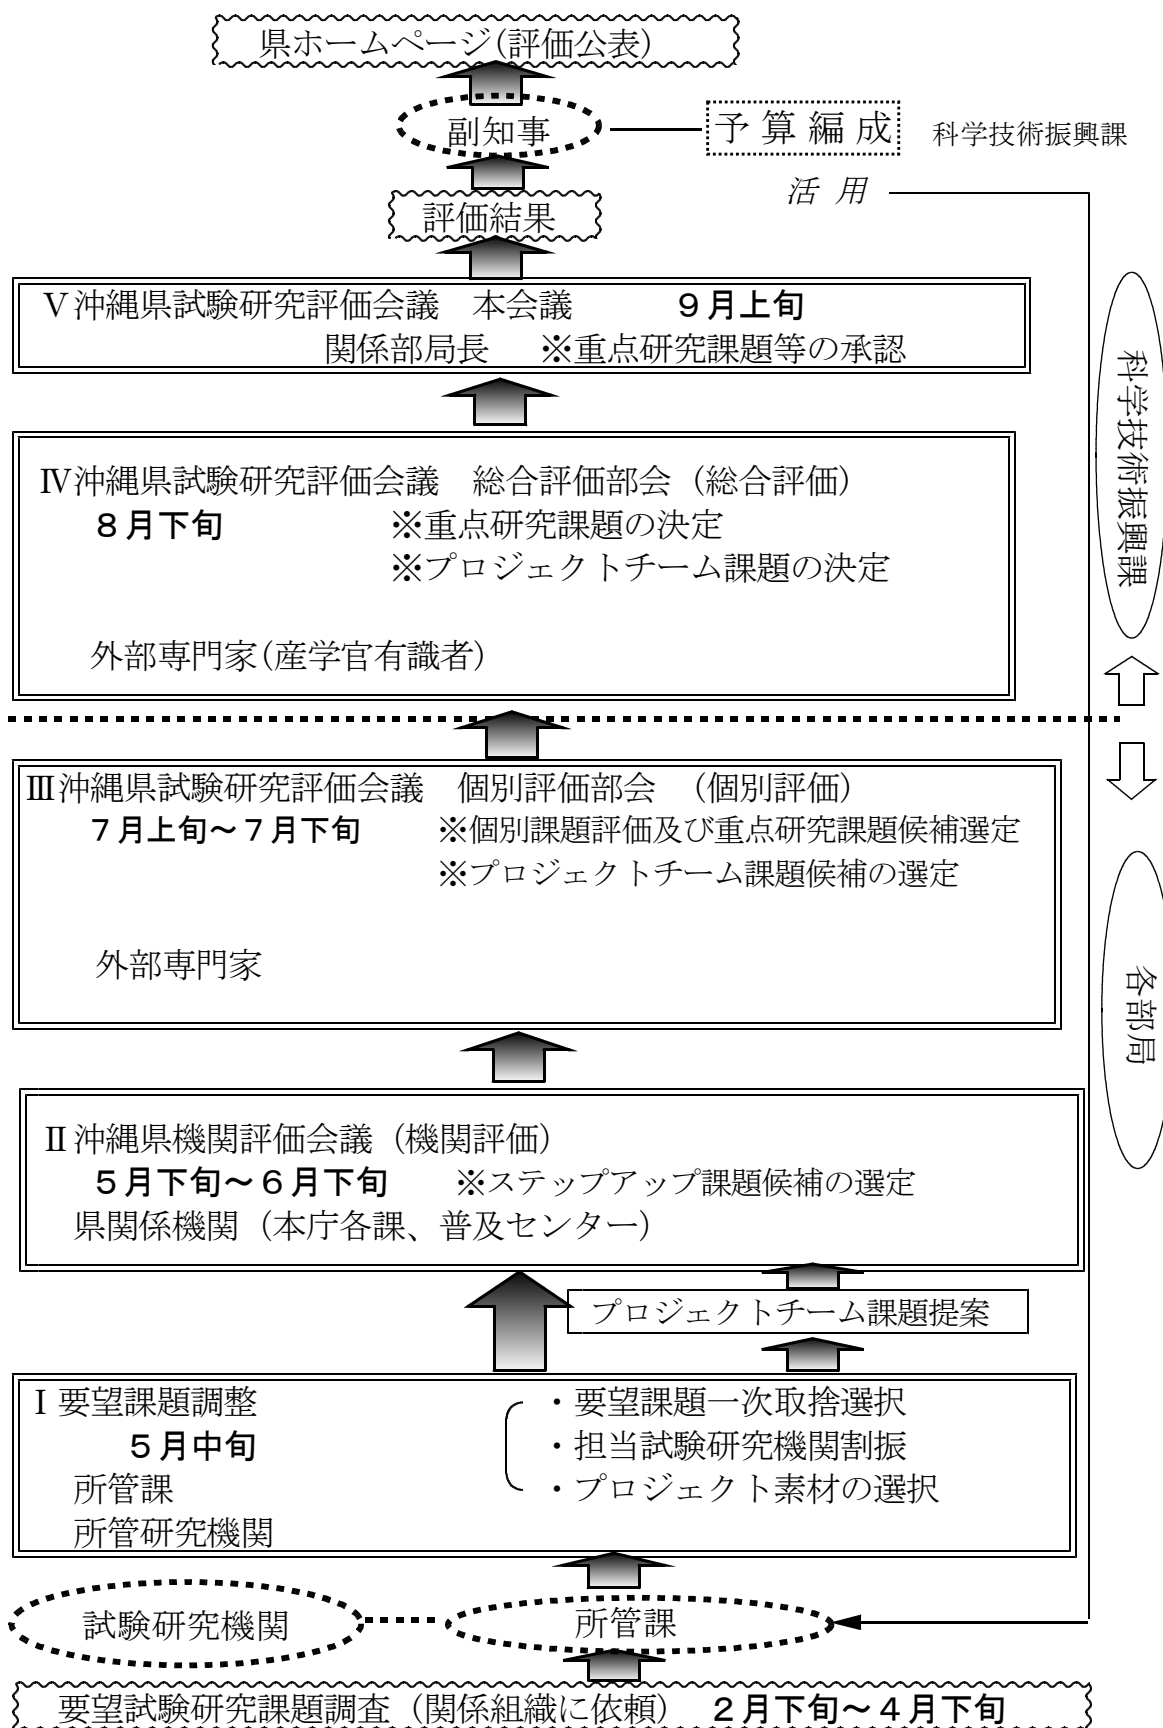 県ホームページ(評価公表)
副知事
予 算 編 成
科学技術振興課
活 用
評価結果
Ⅴ沖縄県試験研究評価会議　本会議　９月上旬
関係部局長　※重点研究課題等の承認
科学技術振興課
Ⅳ沖縄県試験研究評価会議　総合評価部会（総合評価）
８月下旬　※重点研究課題の決定
※プロジェクトチーム課題の決定
外部専門家(産学官有識者)
Ⅲ沖縄県試験研究評価会議　個別評価部会　（個別評価）
７月上旬～７月下旬　※個別課題評価及び重点研究課題候補選定
※プロジェクトチーム課題候補の選定
外部専門家
各部局
Ⅱ沖縄県機関評価会議（機関評価）
５月下旬～６月下旬　※ステップアップ課題候補の選定
県関係機関（本庁各課、普及センター）
プロジェクトチーム課題提案
Ⅰ要望課題調整　・要望課題一次取捨選択
５月中旬　・担当試験研究機関割振
所管課　・プロジェクト素材の選択
所管研究機関
試験研究機関
所管課
要望試験研究課題調査（関係組織に依頼）　２月下旬～４月下旬